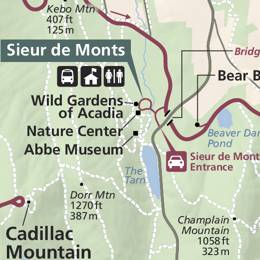 Kebo Mtn
407 ft
125 m
Sieur de Monts
Bridg
Bear B
Wild Gardens
of Acadia
Nature Center
Abbe Museum
Beaver Dam
Pond
Sieur de Mont
Entrance
The
Tarn
Dorr Mtn
1270 ft
387 m
Champlain
Mountain
1058 ft
323 m
Cadillac
Mountain